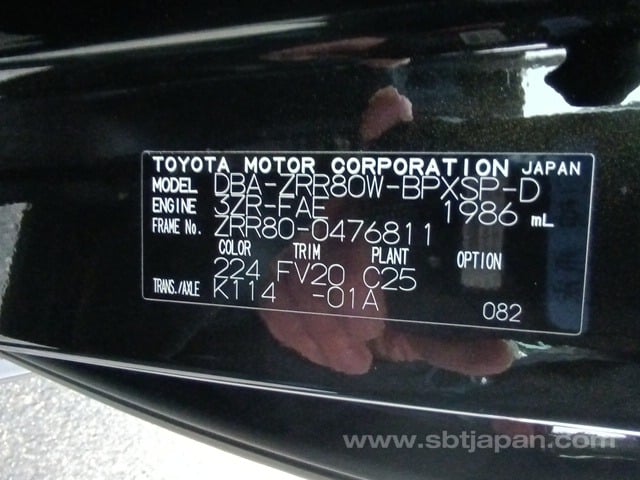 TOYOTA MOTOR CORPORATION JAPAN
MODEL DBA-ZRR80W-BPXSP-D
ENGINE 3ZR-FAE 1986 mL
FRAME No. ZRR80-0476811
COLOR TRIM PLANT OPTION
224 FV20 C25
TRANS./AXLE K114 -01A
082
www.sbtjapan.com